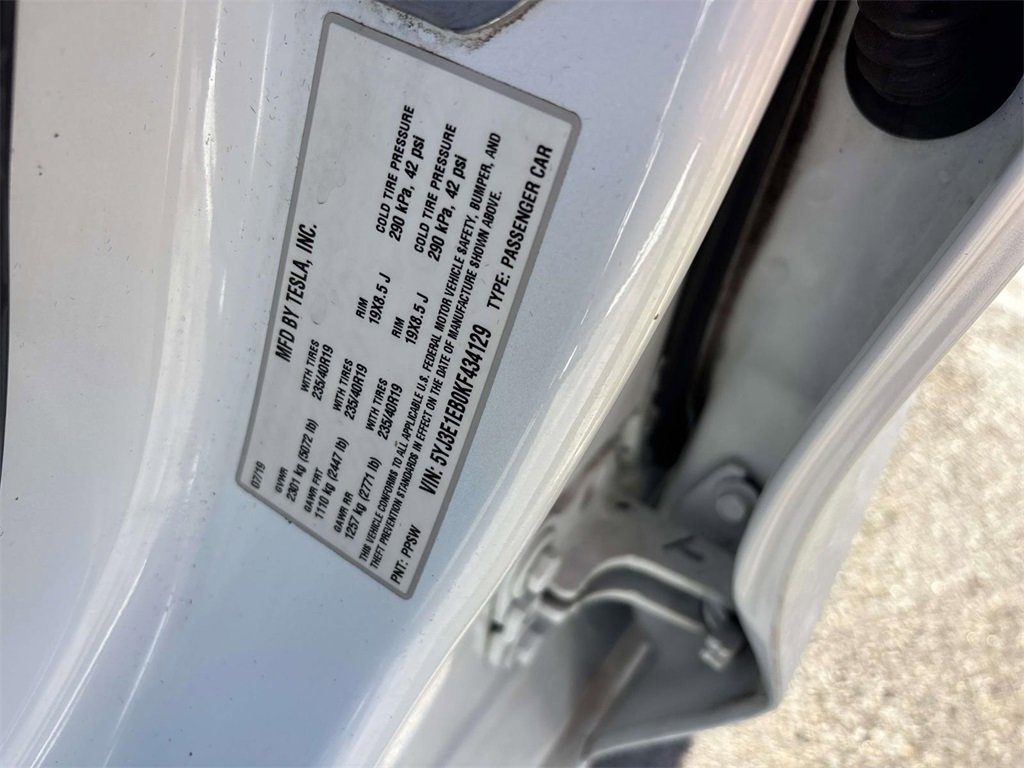 MFD BY TESLA, INC.
07/19
GVWR
2301 kg (5072 lb) WITH TIRES 235/40R19 RIM 19X8.5 J COLD TIRE PRESSURE 290 kPa, 42 psi
GAWR FRT
1110 kg (2447 lb) WITH TIRES 235/40R19 RIM 19X8.5 J COLD TIRE PRESSURE 290 kPa, 42 psi
GAWR RR
1257 kg (2771 lb) WITH TIRES 235/40R19
THIS VEHICLE CONFORMS TO ALL APPLICABLE U.S. FEDERAL MOTOR VEHICLE SAFETY, BUMPER, AND
THEFT PREVENTION STANDARDS IN EFFECT ON THE DATE OF MANUFACTURE SHOWN ABOVE.
PNT: PPSW VIN: 5YJ3E1EB0KF434129 TYPE: PASSENGER CAR